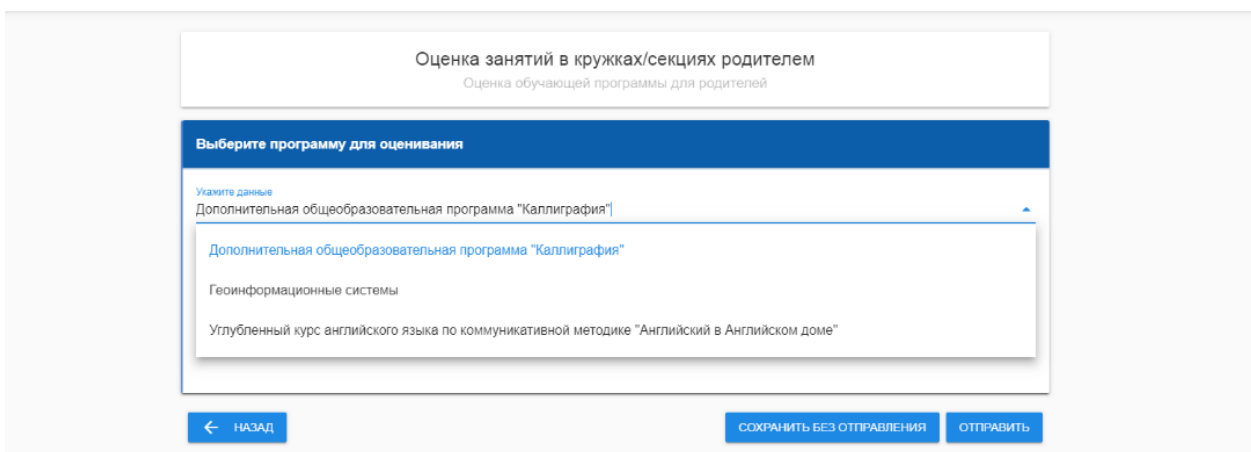 Оценка занятий в кружках/секциях родителем
Оценка обучающей программы для родителей
Выберите программу для оценивания
Укажите данные
Дополнительная общеобразовательная программа "Каллиграфия"
Дополнительная общеобразовательная программа "Каллиграфия"
Геоинформационные системы
Углубленный курс английского языка по коммуникативной методике "Английский в Английском доме"
НАЗАД
СОХРАНИТЬ БЕЗ ОТПРАВЛЕНИЯ
ОТПРАВИТЬ